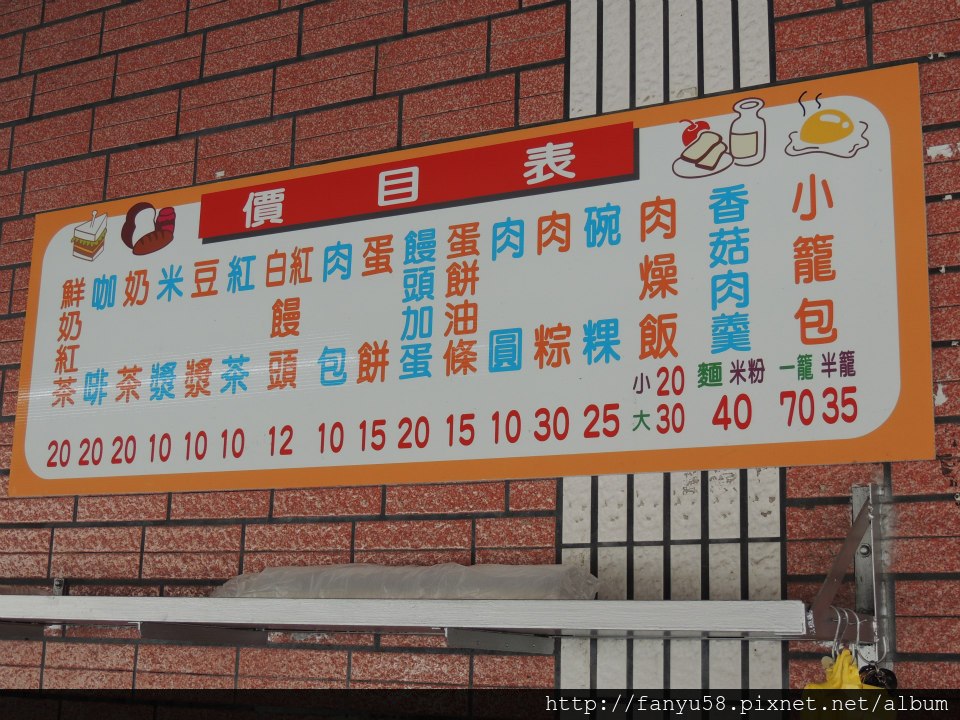 價目表
小籠包
一籠 半籠
70 35
香菇肉羹
麵 米粉
40
肉燥飯
小 20
大 30
碗粿
25
肉粽
30
肉圓
10
蛋餅油條
15
饅頭加蛋
20
蛋餅
15
肉包
10
白紅饅頭
12
紅茶
10
豆漿
10
米漿
10
奶茶
20
咖啡
20
鮮奶紅茶
20
http://fanyu58.pixnet.net/album